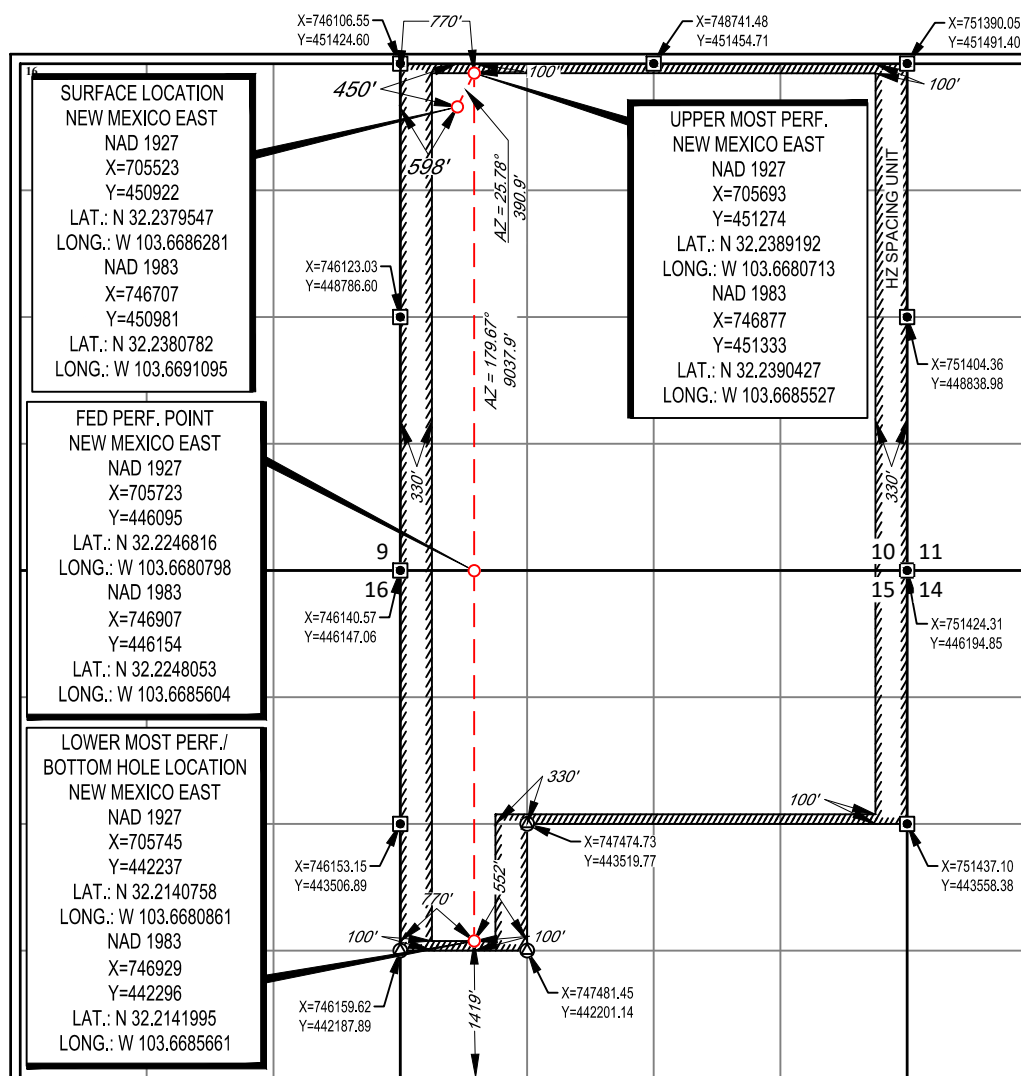 X=746106.55
Y=451424.60
770'
X=748741.48
Y=451454.71
X=751390.05
Y=451491.40
16
100'
100'
450'
598'
SURFACE LOCATION
NEW MEXICO EAST
NAD 1927
X=705523
Y=450922
LAT.: N 32.2379547
LONG.: W 103.6686281
NAD 1983
X=746707
Y=450981
LAT.: N 32.2380782
LONG.: W 103.6691095
AZ = 25.78°
390.9'
UPPER MOST PERF.
NEW MEXICO EAST
NAD 1927
X=705693
Y=451274
LAT.: N 32.2389192
LONG.: W 103.6680713
NAD 1983
X=746877
Y=451333
LAT.: N 32.2390427
LONG.: W 103.6685527
HZ SPACING UNIT
X=746123.03
Y=448786.60
AZ = 179.67°
9037.9'
X=751404.36
Y=448838.98
330'
330'
FED PERF. POINT
NEW MEXICO EAST
NAD 1927
X=705723
Y=446095
LAT.: N 32.2246816
LONG.: W 103.6680798
NAD 1983
X=746907
Y=446154
LAT.: N 32.2248053
LONG.: W 103.6685604
9
16
10
11
15
14
X=746140.57
Y=446147.06
X=751424.31
Y=446194.85
LOWER MOST PERF./
BOTTOM HOLE LOCATION
NEW MEXICO EAST
NAD 1927
X=705745
Y=442237
LAT.: N 32.2140758
LONG.: W 103.6680861
NAD 1983
X=746929
Y=442296
LAT.: N 32.2141995
LONG.: W 103.6685661
330'
100'
X=746153.15
Y=443506.89
552'
X=747474.73
Y=443519.77
X=751437.10
Y=443558.38
770'
100'
100'
X=746159.62
Y=442187.89
1419'
X=747481.45
Y=442201.14